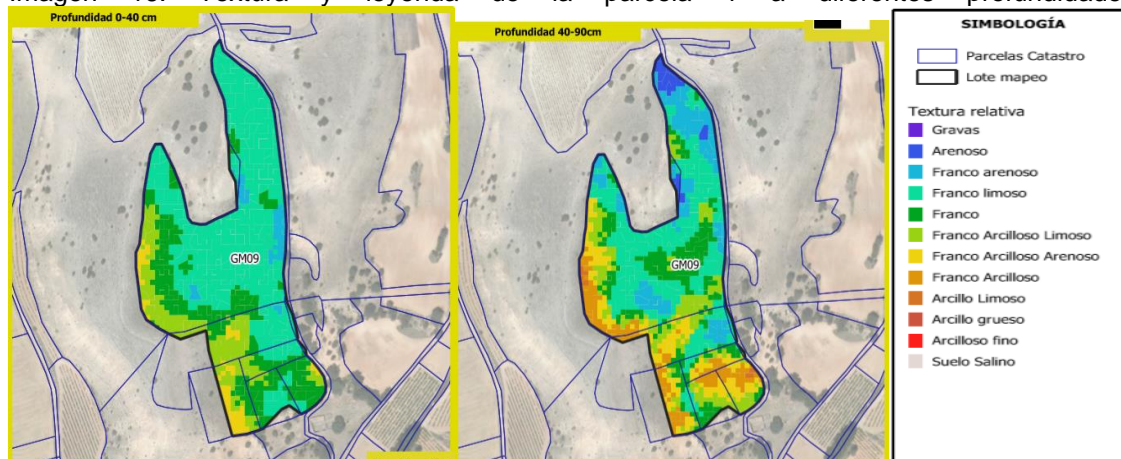 Profundidad 0-40 cm
GM09
Profundidad 40-90cm
GM09
SIMBOLOGÍA
Parcelas Catastro
Lote mapeo
Textura relativa
Gravas
Arenoso
Franco arenoso
Franco limoso
Franco
Franco Arcilloso Limoso
Franco Arcilloso Arenoso
Franco Arcilloso
Arcillo Limoso
Arcillo grueso
Arcilloso fino
Suelo Salino